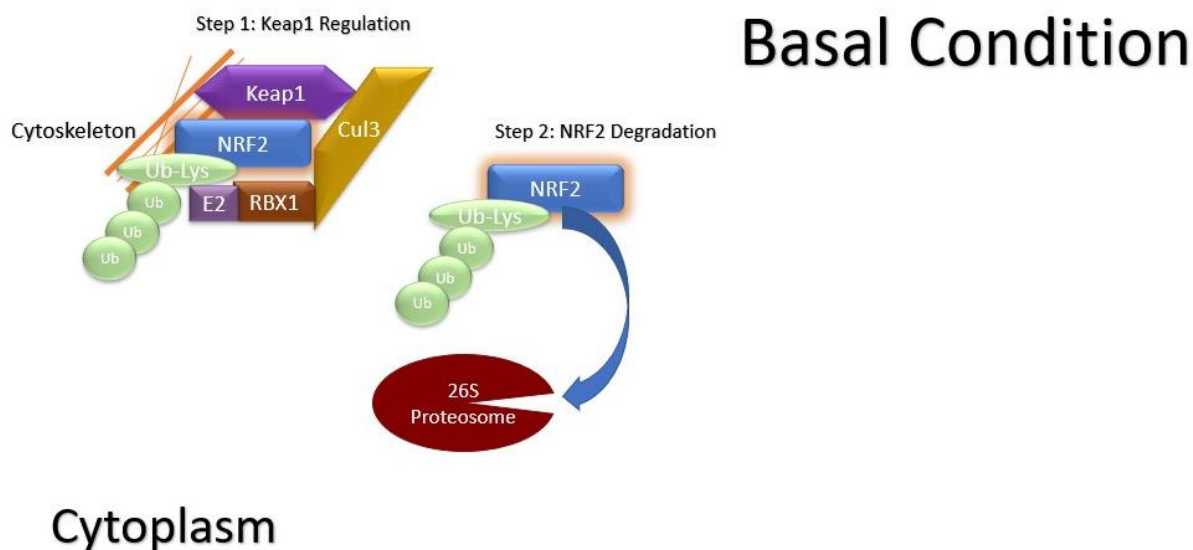 Step 1: Keap1 Regulation
Basal Condition
Keap1
Cytoskeleton
NRF2
Cul3
Step 2: NRF2 Degradation
Ub-Lys
E2
RBX1
Ub
Ub
Ub
NRF2
Ub-Lys
Ub
Ub
Ub
26S
Proteosome
Cytoplasm